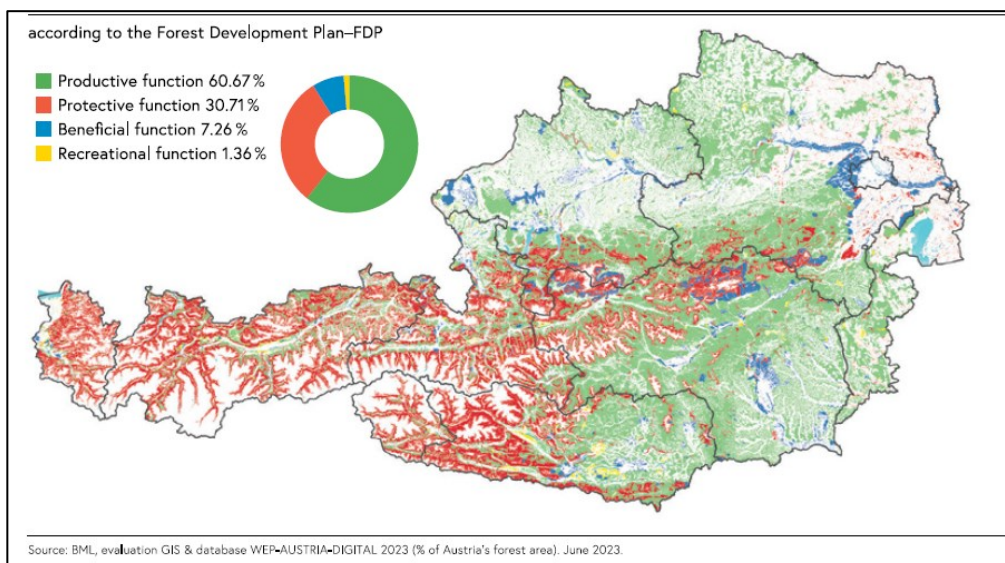 according to the Forest Development Plan–FDP
Productive function 60.67 %
Protective function 30.71 %
Beneficial function 7.26 %
Recreational function 1.36 %
Source: BML, evaluation GIS & database WEP-AUSTRIA-DIGITAL 2023 (% of Austria's forest area). June 2023.